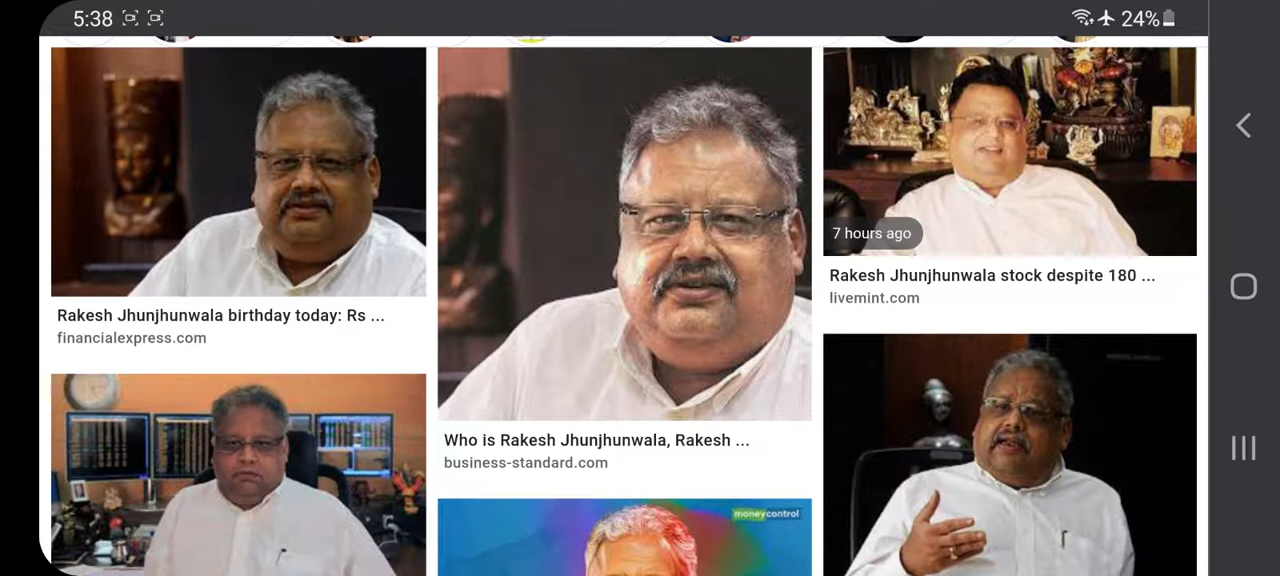 5:38
24%
Rakesh Jhunjhunwala birthday today: Rs ...
financialexpress.com
Who is Rakesh Jhunjhunwala, Rakesh ...
business-standard.com
moneycontrol
7 hours ago
Rakesh Jhunjhunwala stock despite 180 ...
livemint.com